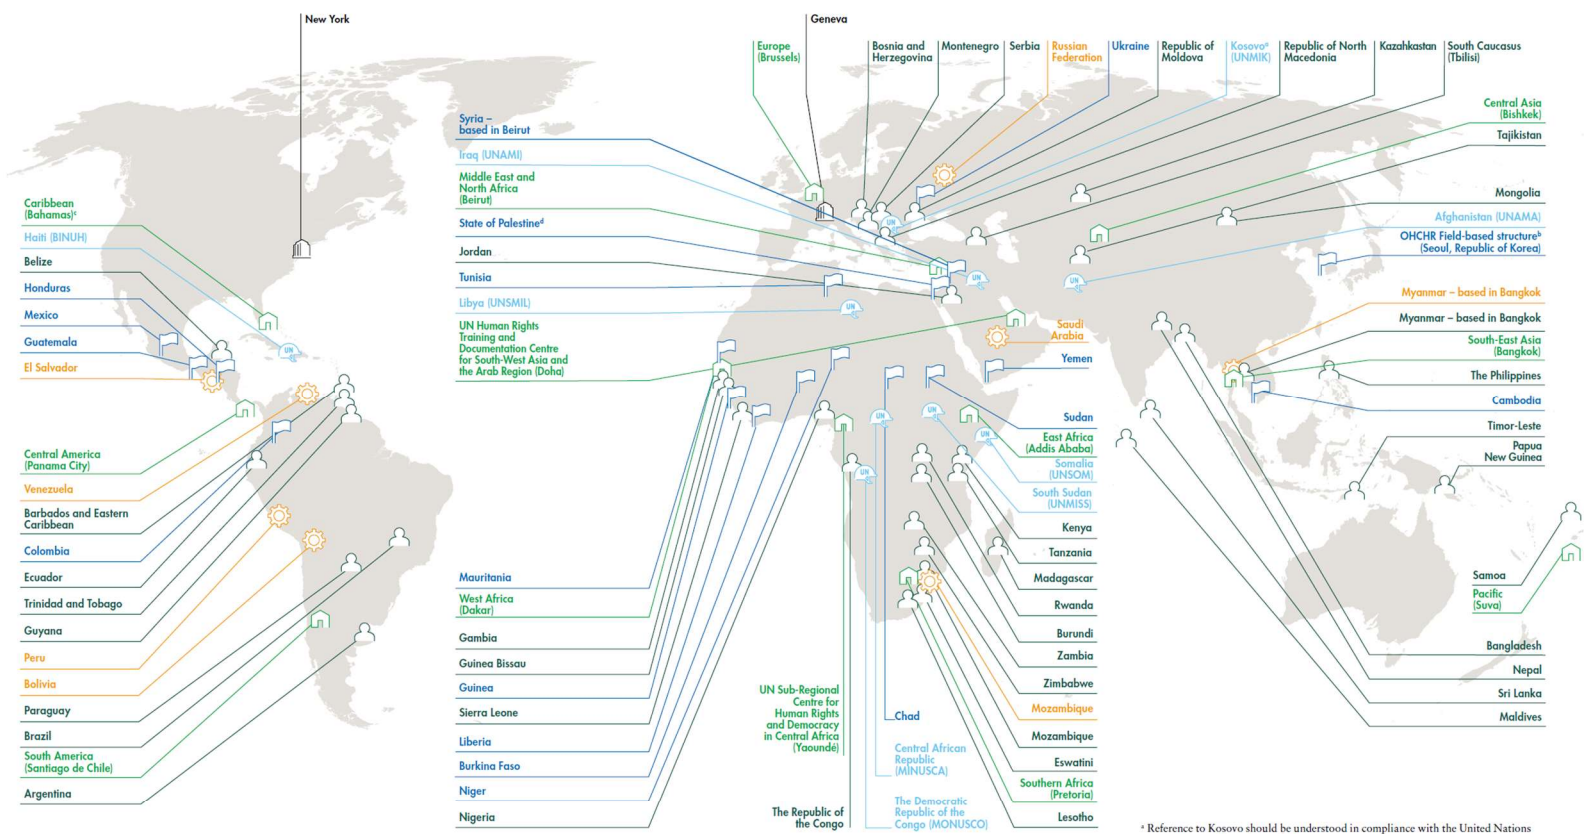 New York
Geneva
Europe
(Brussels)
Bosnia and
Herzegovina
Montenegro
Serbia
Russian
Federation
Ukraine
Republic of
Moldova
Kosovoᵃ
(UNMIK)
Republic of North
Macedonia
Kazahkastan
South Caucasus
(Tbilisi)
Central Asia
(Bishkek)
Tajikistan
Mongolia
Afghanistan (UNAMA)
OHCHR Field-based structureᵇ
(Seoul, Republic of Korea)
Myanmar – based in Bangkok
Myanmar – based in Bangkok
South-East Asia
(Bangkok)
The Philippines
Cambodia
Timor-Leste
Papua
New Guinea
Samoa
Pacific
(Suva)
Bangladesh
Nepal
Sri Lanka
Maldives
Caribbean
(Bahamas)ᶜ
Haiti (BINUH)
Belize
Honduras
Mexico
Guatemala
El Salvador
Central America
(Panama City)
Venezuela
Barbados and Eastern
Caribbean
Colombia
Ecuador
Trinidad and Tobago
Guyana
Peru
Bolivia
Paraguay
Brazil
South America
(Santiago de Chile)
Argentina
Syria –
based in Beirut
Iraq (UNAMI)
Middle East and
North Africa
(Beirut)
State of Palestineᵈ
Jordan
Tunisia
Libya (UNSMIL)
UN Human Rights
Training and
Documentation Centre
for South-West Asia and
the Arab Region (Doha)
Mauritania
West Africa
(Dakar)
Gambia
Guinea Bissau
Guinea
Sierra Leone
Liberia
Burkina Faso
Niger
Nigeria
Saudi
Arabia
Yemen
Sudan
East Africa
(Addis Ababa)
Somalia
(UNSOM)
South Sudan
(UNMISS)
Kenya
Tanzania
Madagascar
Rwanda
Burundi
Zambia
Zimbabwe
Mozambique
Mozambique
Eswatini
Southern Africa
(Pretoria)
Lesotho
UN Sub-Regional
Centre for
Human Rights
and Democracy
in Central Africa
(Yaoundé)
Chad
Central African
Republic
(MINUSCA)
The Republic of
the Congo
The Democratic
Republic of the
Congo (MONUSCO)
UN
UN
UN
UN
UN
UN
UN
UN
UN
ᵃ Reference to Kosovo should be understood in compliance with the United Nations